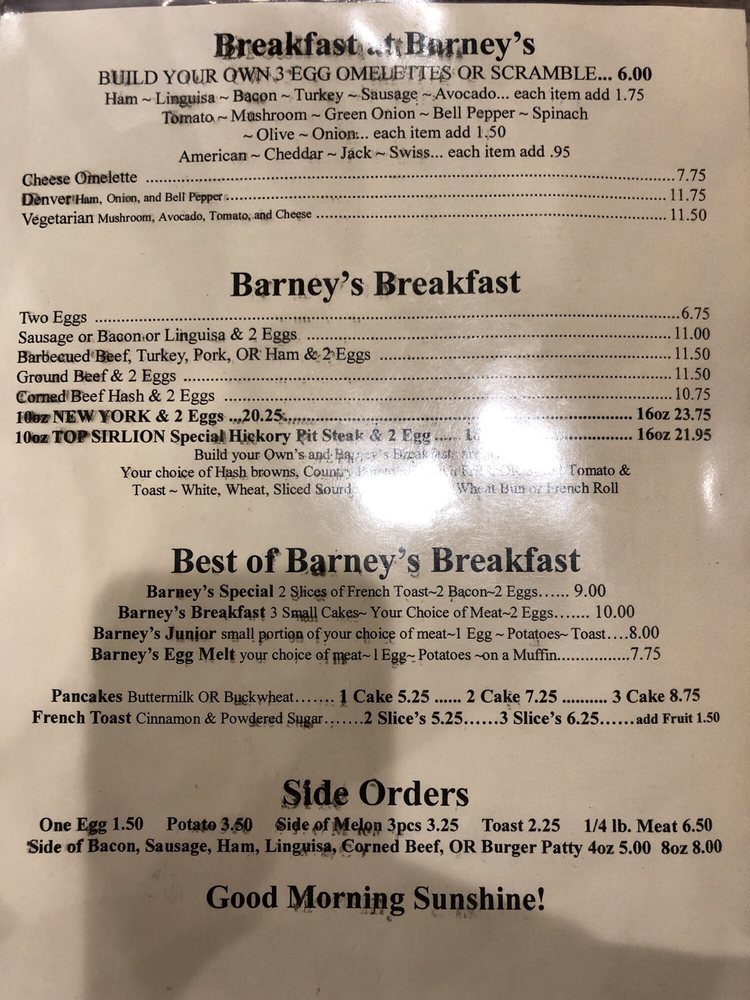 Breakfast at Barney's
BUILD YOUR OWN 3 EGG OMELETTES OR SCRAMBLE... 6.00
Ham ~ Linguisa ~ Bacon ~ Turkey ~ Sausage ~ Avocado... each item add 1.75
Tomato ~ Mushroom ~ Green Onion ~ Bell Pepper ~ Spinach
~ Olive ~ Onion... each item add 1.50
American ~ Cheddar ~ Jack ~ Swiss... each item add .95
Cheese Omelette ........ 7.75
Denver Ham, Onion, and Bell Pepper ........ 11.75
Vegetarian Mushroom, Avocado, Tomato, and Cheese ........ 11.50
Barney's Breakfast
Two Eggs ........ 6.75
Sausage or Bacon or Linguisa & 2 Eggs ........ 11.00
Barbecued Beef, Turkey, Pork, OR Ham & 2 Eggs ........ 11.50
Ground Beef & 2 Eggs ........ 11.50
Corned Beef Hash & 2 Eggs ........ 10.75
10oz NEW YORK & 2 Eggs ...20.25........ 16oz 23.75
10oz TOP SIRLION Special Hickory Pit Steak & 2 Egg ........ 16oz 21.95
Build your Own's and Barney's Breakfasts
Your choice of Hash browns, Country Tomato &
Toast ~ White, Wheat, Sliced Wheat Bun or French Roll
Best of Barney's Breakfast
Barney's Special 2 Slices of French Toast~2 Bacon~2 Eggs...... 9.00
Barney's Breakfast 3 Small Cakes~ Your Choice of Meat~2 Eggs....... 10.00
Barney's Junior small portion of your choice of meat~1 Egg ~ Potatoes~ Toast....8.00
Barney's Egg Melt your choice of meat~1 Egg~ Potatoes ~on a Muffin.................7.75
Pancakes Buttermilk OR Buckwheat....... 1 Cake 5.25 ...... 2 Cake 7.25 .......... 3 Cake 8.75
French Toast Cinnamon & Powdered Sugar.......2 Slice's 5.25......3 Slice's 6.25......add Fruit 1.50
Side Orders
One Egg 1.50 Potato 3.50 Side of Melon 3pcs 3.25 Toast 2.25 1/4 lb. Meat 6.50
Side of Bacon, Sausage, Ham, Linguisa, Corned Beef, OR Burger Patty 4oz 5.00 8oz 8.00
Good Morning Sunshine!